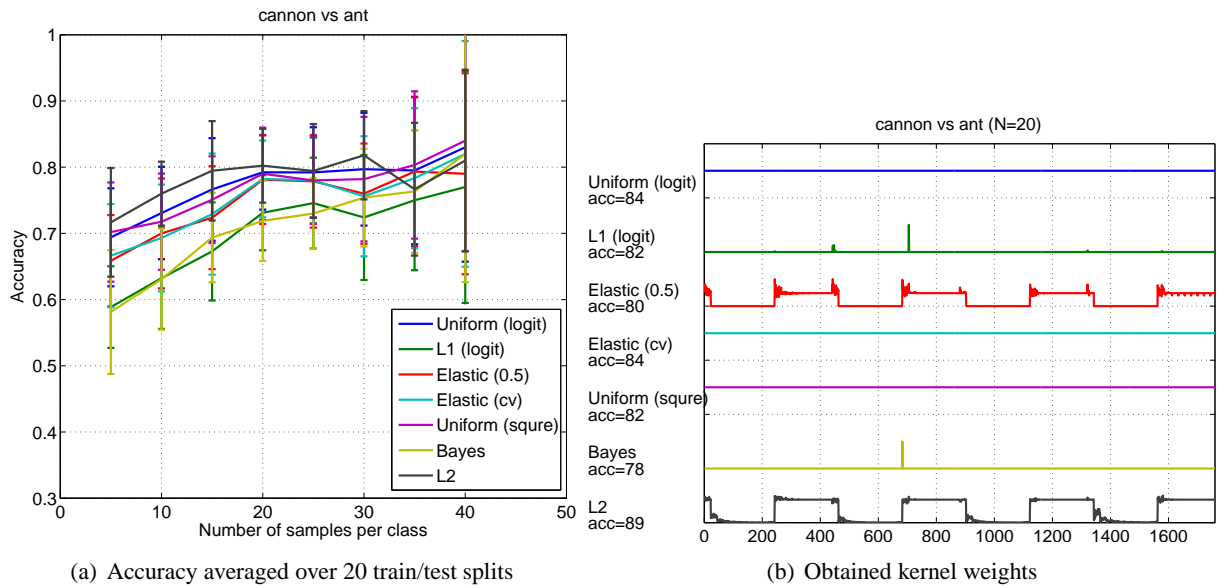 cannon vs ant
1
0.9
0.8
0.7
0.6
0.5
0.4
0.3
Accuracy
0 10 20 30 40 50
Number of samples per class
Uniform (logit)
L1 (logit)
Elastic (0.5)
Elastic (cv)
Uniform (squre)
Bayes
L2
(a) Accuracy averaged over 20 train/test splits
cannon vs ant (N=20)
Uniform (logit)
acc=84
L1 (logit)
acc=82
Elastic (0.5)
acc=80
Elastic (cv)
acc=84
Uniform (squre)
acc=82
Bayes
acc=78
L2
acc=89
0 200 400 600 800 1000 1200 1400 1600
(b) Obtained kernel weights